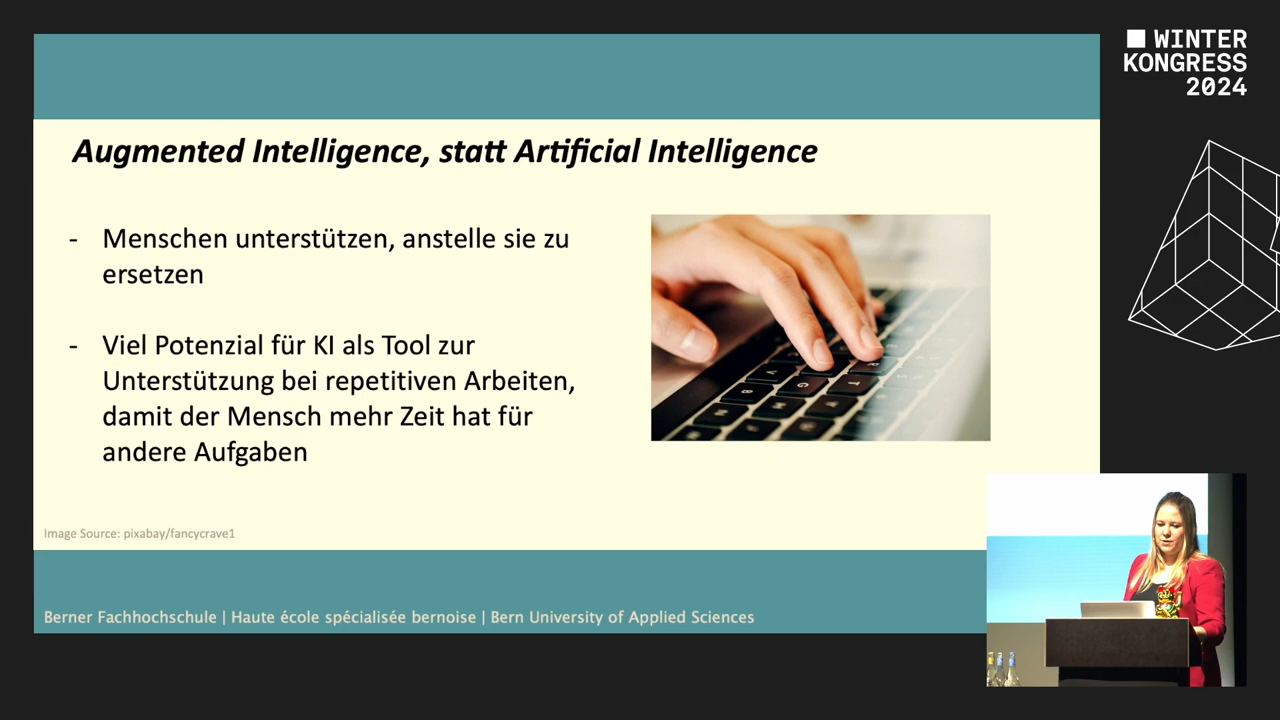 WINTER
KONGRESS
2024
Augmented Intelligence, statt Artificial Intelligence
- Menschen unterstützen, anstelle sie zu
ersetzen
- Viel Potenzial für KI als Tool zur
Unterstützung bei repetitiven Arbeiten,
damit der Mensch mehr Zeit hat für
andere Aufgaben
Image Source: pixabay/fancycrave1
Berner Fachhochschule | Haute école spécialisée bernoise | Bern University of Applied Sciences